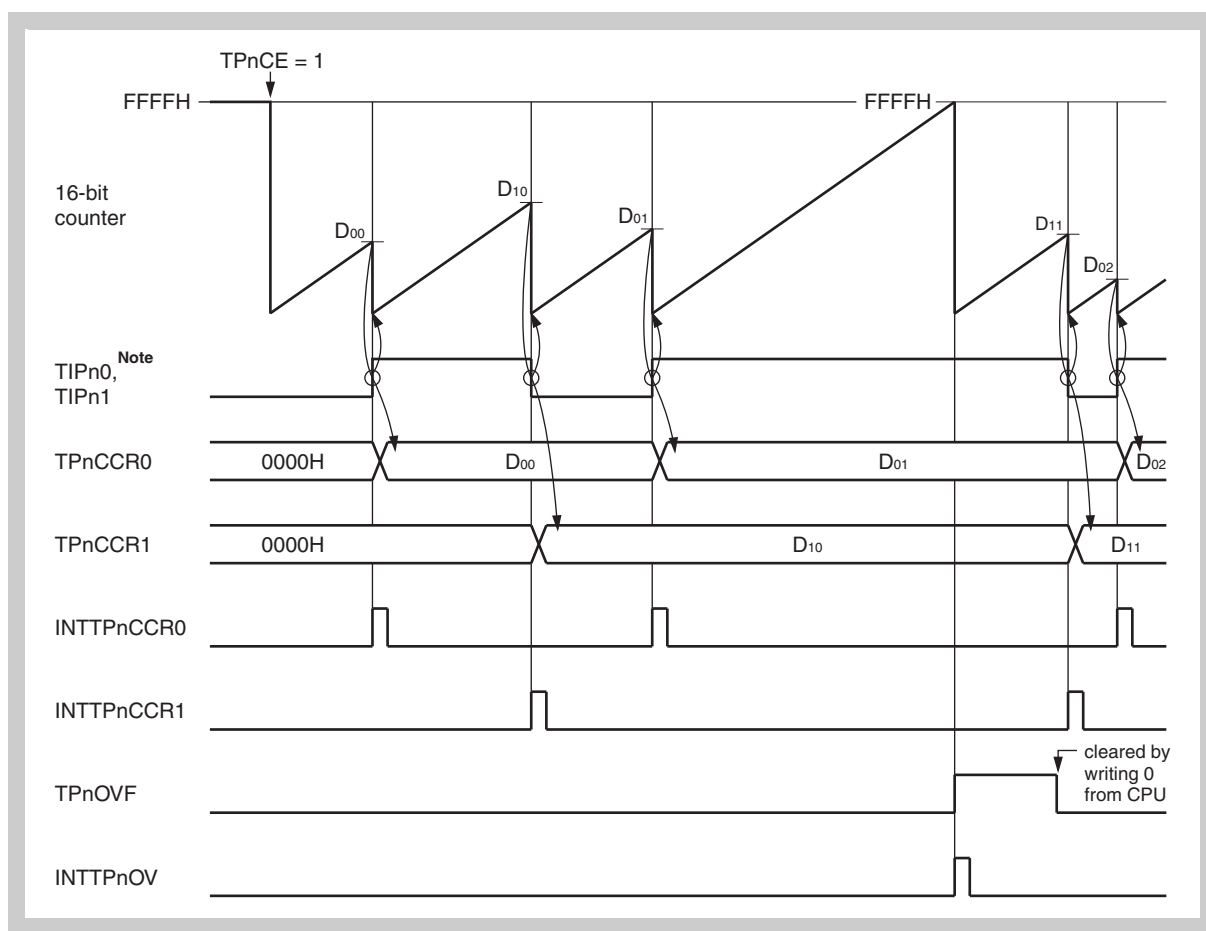 TPnCE = 1
FFFFH
FFFFH
16-bit
counter
D00
D10
D01
D11
D02
TIPn0, Note
TIPn1
TPnCCR0
0000H
D00
D01
D02
TPnCCR1
0000H
D10
D11
INTTPnCCR0
INTTPnCCR1
TPnOVF
cleared by
writing 0
from CPU
INTTPnOV